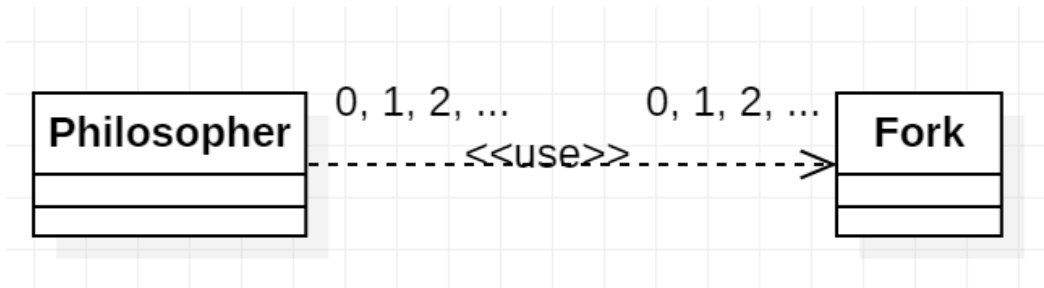 0, 1, 2, ... 0, 1, 2, ...
Philosopher Fork
<<use>>